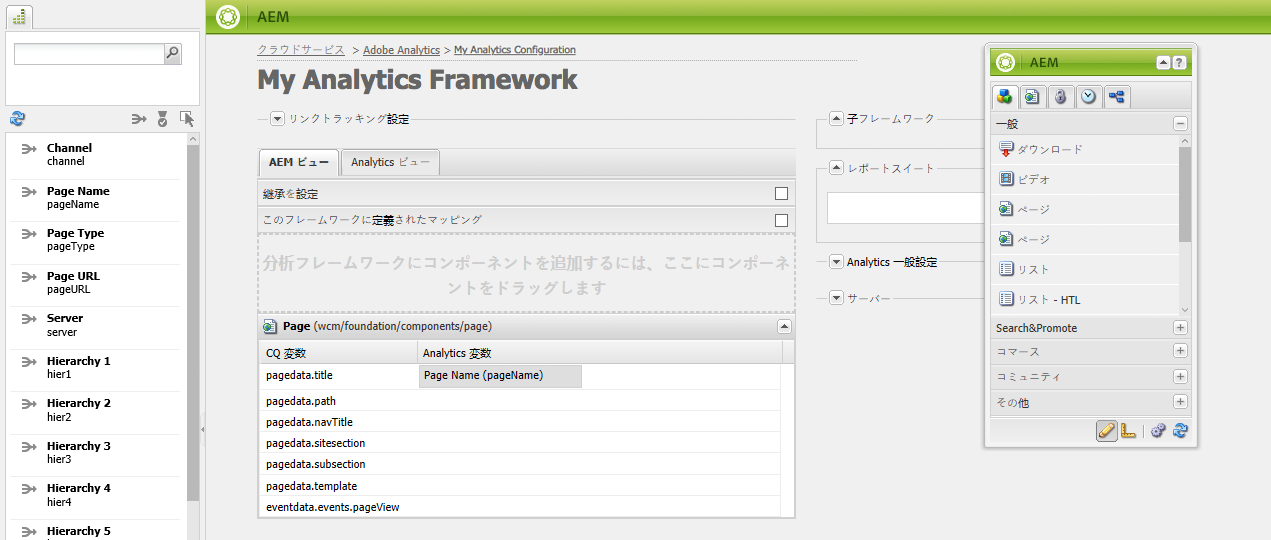 AEM
クラウドサービス > Adobe Analytics > My Analytics Configuration
My Analytics Framework
リンクトラッキング設定
AEM ビュー
Analytics ビュー
継承を設定
このフレームワークに定義されたマッピング
分析フレームワークにコンポーネントを追加するには、ここにコンポーネ
ントをドラッグします
Page (wcm/foundation/components/page)
CQ 変数
Analytics 変数
pagedata.title
Page Name (pageName)
pagedata.path
pagedata.navTitle
pagedata.sitesection
pagedata.subsection
pagedata.template
eventdata.events.pageView
Channel
channel
Page Name
pageName
Page Type
pageType
Page URL
pageURL
Server
server
Hierarchy 1
hier1
Hierarchy 2
hier2
Hierarchy 3
hier3
Hierarchy 4
hier4
Hierarchy 5
子フレームワーク
レポートスイート
Analytics 一般設定
サーバー
AEM
?
一般
ダウンロード
ビデオ
ページ
ページ
リスト
リスト - HTL
Search&Promote
コマース
コミュニティ
その他